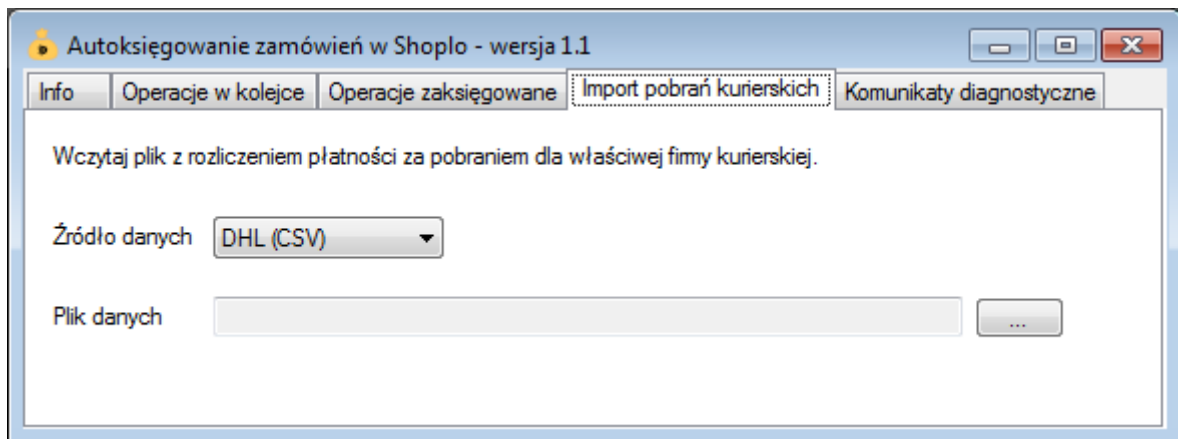 Autoksięgowanie zamówień w Shoplo - wersja 1.1
Info Operacje w kolejce Operacje zaksięgowane Import pobrań kurierskich Komunikaty diagnostyczne
Wczytaj plik z rozliczeniem płatności za pobraniem dla właściwej firmy kurierskiej.
Źródło danych DHL (CSV)
Plik danych ...